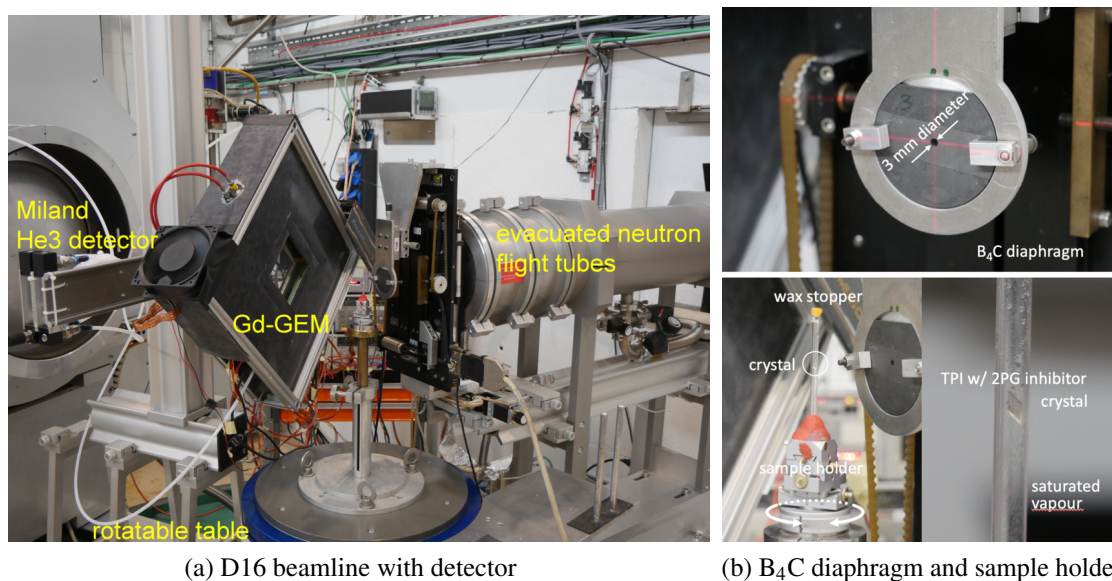 Miland
He3 detector
evacuated neutron
flight tubes
Gd-GEM
rotatable table
(a) D16 beamline with detector
3
3 mm diameter
B₄C diaphragm
wax stopper
crystal
TPI w/ 2PG inhibitor
crystal
sample holder
saturated
vapour
(b) B₄C diaphragm and sample holde